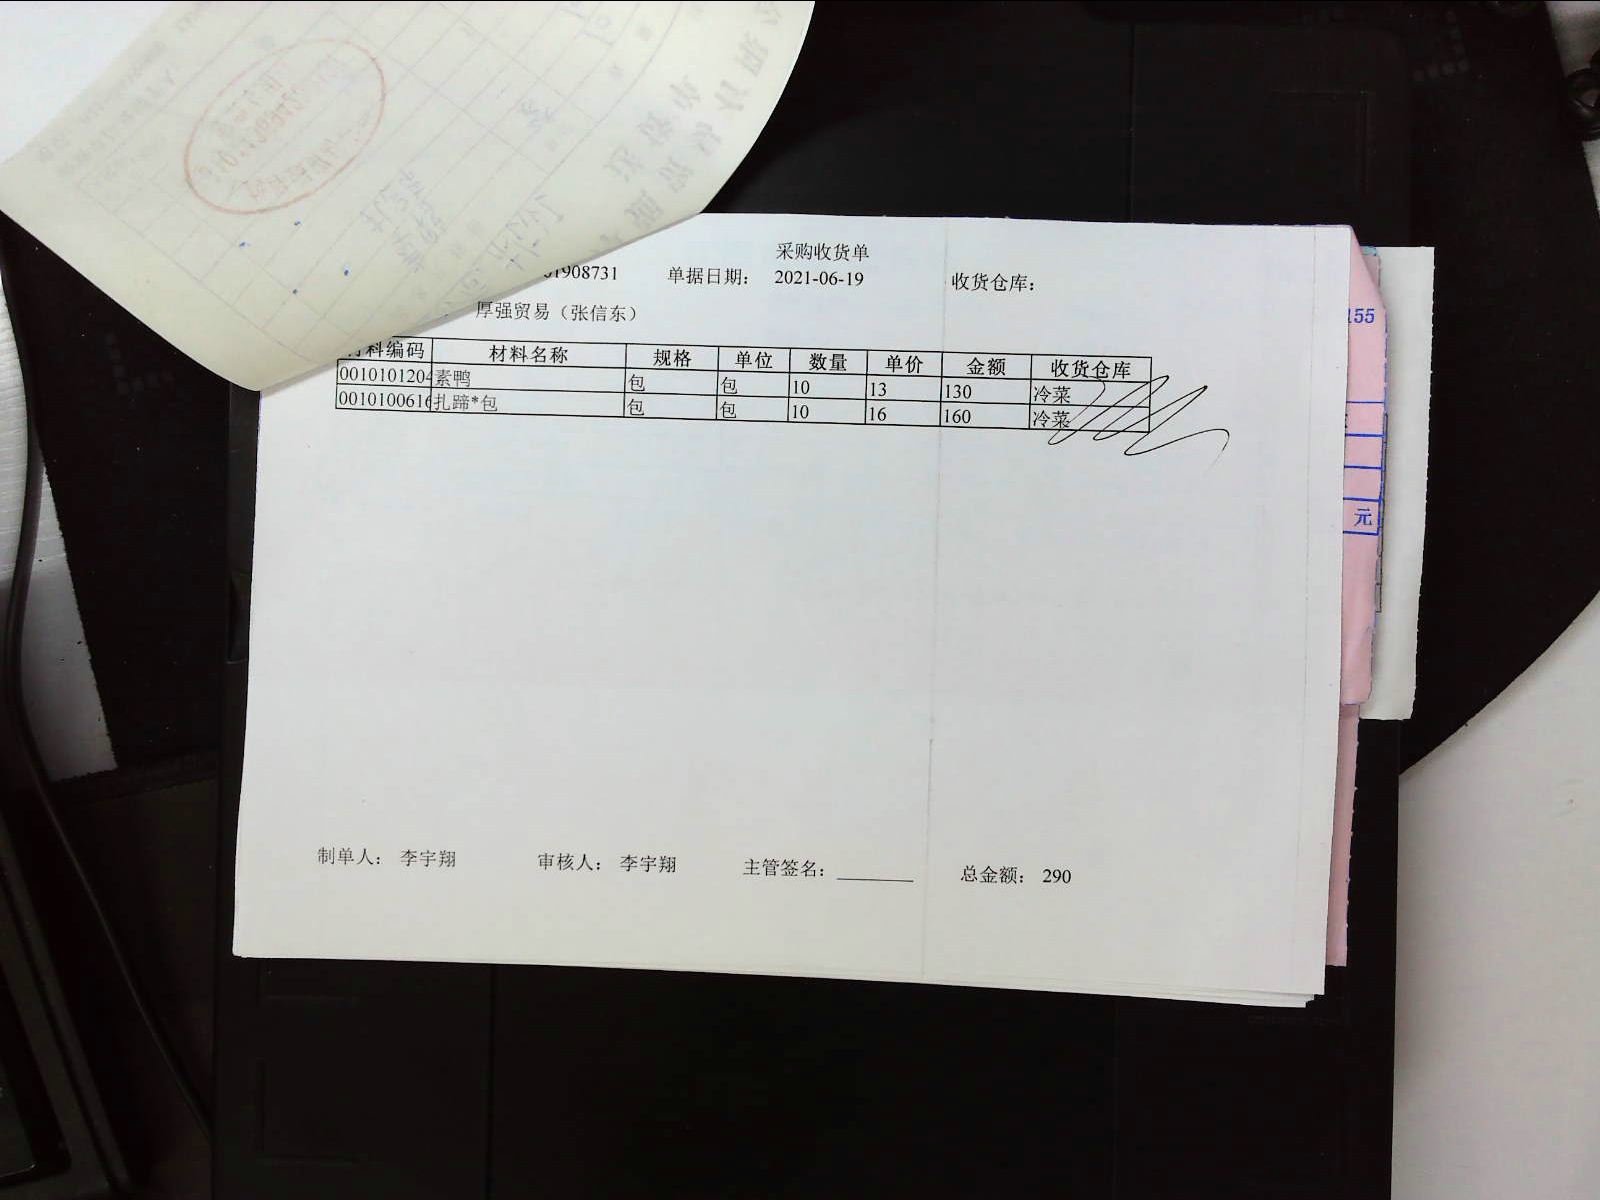 采购收货单
01908731 单据日期： 2021-06-19 收货仓库：
厚强贸易（张信东）
材料编码 材料名称 规格 单位 数量 单价 金额 收货仓库
0010101204 素鸭 包 包 10 13 130 冷菜
0010100616 扎蹄*包 包 包 10 16 160 冷菜
制单人： 李宇翔 审核人： 李宇翔 主管签名： 总金额： 290
155
元